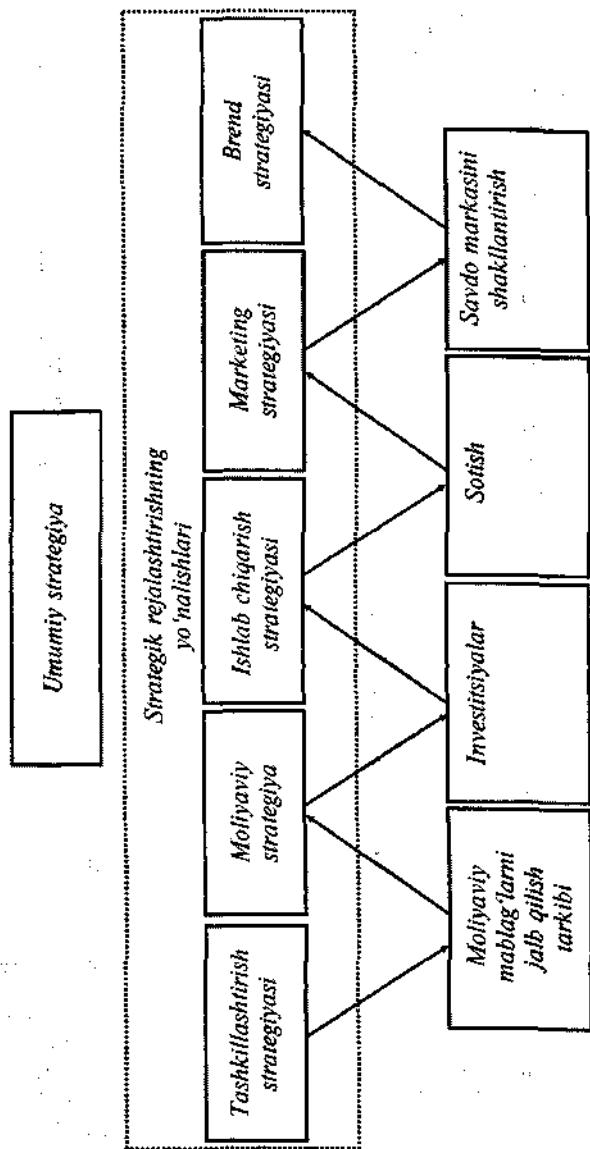 Umumiy strategiya
Strategik rejalashtirishning
yo'nalishlari
Tashkillashtirish
strategiyasi
Moliyaviy
strategiya
Ishlab chiqarish
strategiyasi
Marketing
strategiyasi
Brend
strategiyasi
Moliyaviy
mablag'larni
jalb qilish
tarkibi
Investitsiyalar
Sotish
Savdo markasini
shakllantirish